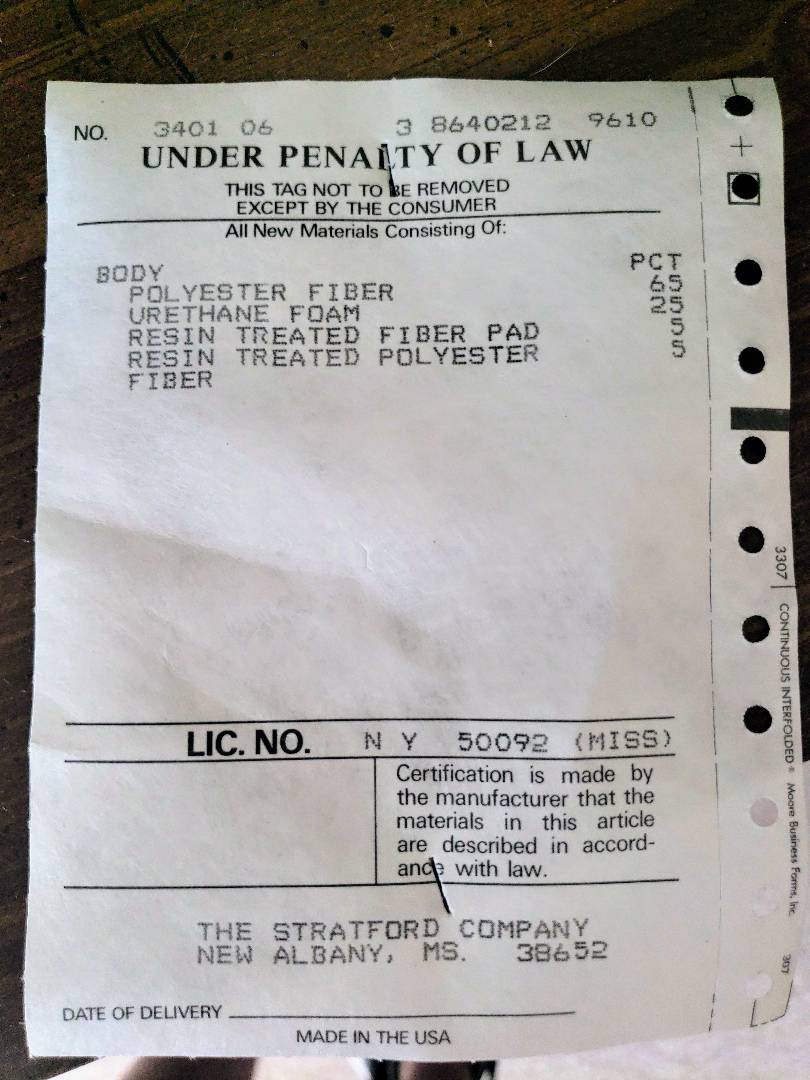 NO. 3401 06 3 8640212 9610
UNDER PENALTY OF LAW
THIS TAG NOT TO BE REMOVED
EXCEPT BY THE CONSUMER
All New Materials Consisting Of:
PCT
BODY
POLYESTER FIBER 65
URETHANE FOAM 25
RESIN TREATED FIBER PAD 5
RESIN TREATED POLYESTER 5
FIBER
LIC. NO. N Y 50092 (MISS)
Certification is made by
the manufacturer that the
materials in this article
are described in accord-
ance with law.
THE STRATFORD COMPANY
NEW ALBANY, MS. 38652
DATE OF DELIVERY
MADE IN THE USA
3307 CONTINUOUS INTERFOLDED® Moore Business Forms, Inc. 307